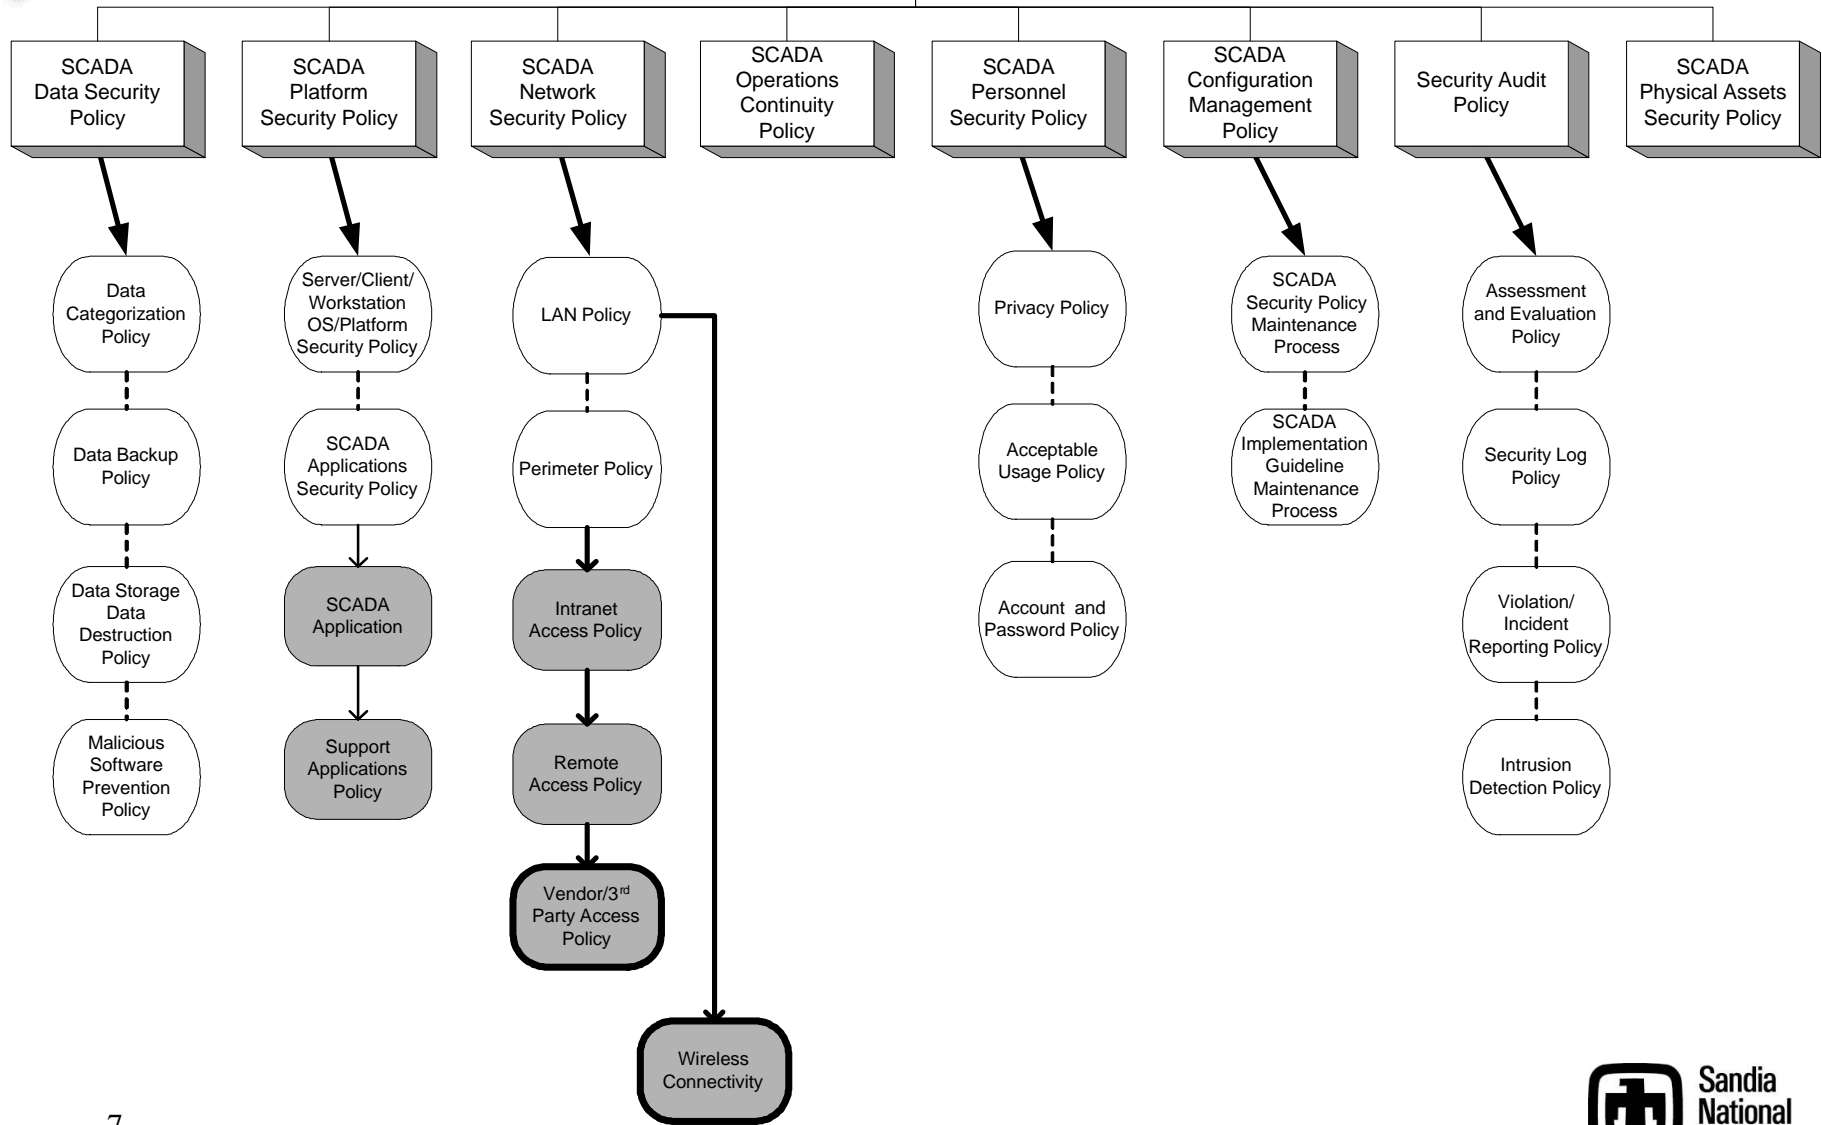 SCADA
Data Security
Policy
SCADA
Platform
Security Policy
SCADA
Network
Security Policy
SCADA
Operations
Continuity
Policy
SCADA
Personnel
Security Policy
SCADA
Configuration
Management
Policy
Security Audit
Policy
SCADA
Physical Assets
Security Policy
Data
Categorization
Policy
Data Backup
Policy
Data Storage
Data
Destruction
Policy
Malicious
Software
Prevention
Policy
Server/Client/
Workstation
OS/Platform
Security Policy
SCADA
Applications
Security Policy
SCADA
Application
Support
Applications
Policy
LAN Policy
Perimeter Policy
Intranet
Access Policy
Remote
Access Policy
Vendor/3rd
Party Access
Policy
Wireless
Connectivity
Privacy Policy
Acceptable
Usage Policy
Account and
Password Policy
SCADA
Security Policy
Maintenance
Process
SCADA
Implementation
Guideline
Maintenance
Process
Assessment
and Evaluation
Policy
Security Log
Policy
Violation/
Incident
Reporting Policy
Intrusion
Detection Policy
7
Sandia
National